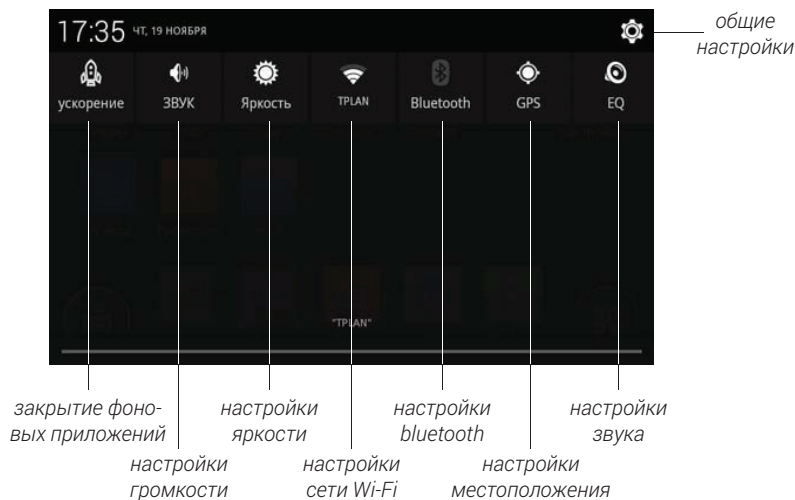 17:35 ЧТ, 19 НОЯБРЯ
общие
настройки
ускорение ЗВУК Яркость TPLAN Bluetooth GPS EQ
"TPLAN"
закрытие фоно-
вых приложений
настройки
громкости
настройки
яркости
настройки
сети Wi-Fi
настройки
bluetooth
настройки
местоположения
настройки
звука